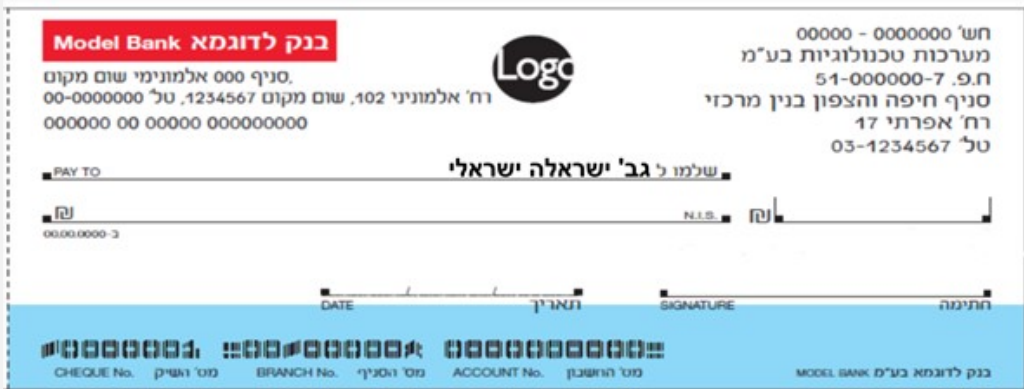 בנק לדוגמא Model Bank
סניף 000 אלמונימי שום מקום,
רח' אלמוניני 102, שום מקום 1234567, טל' 00-0000000
000000 00 00000 000000000
Logo
חש' 0000000 - 00000
מערכות טכנולוגיות בע"מ
ח.פ. 51-000000-7
סניף חיפה והצפון בנין מרכזי
רח' אפרתי 17
טל' 03-1234567
שלמו ל גב' ישראלה ישראלי PAY TO
₪ N.I.S. ₪
ב-00.00.0000
תאריך DATE
חתימה SIGNATURE
מס' השיק CHEQUE No.
מס' הסניף BRANCH No.
מס' החשבון ACCOUNT No.
בנק לדוגמא בע"מ MODEL BANK